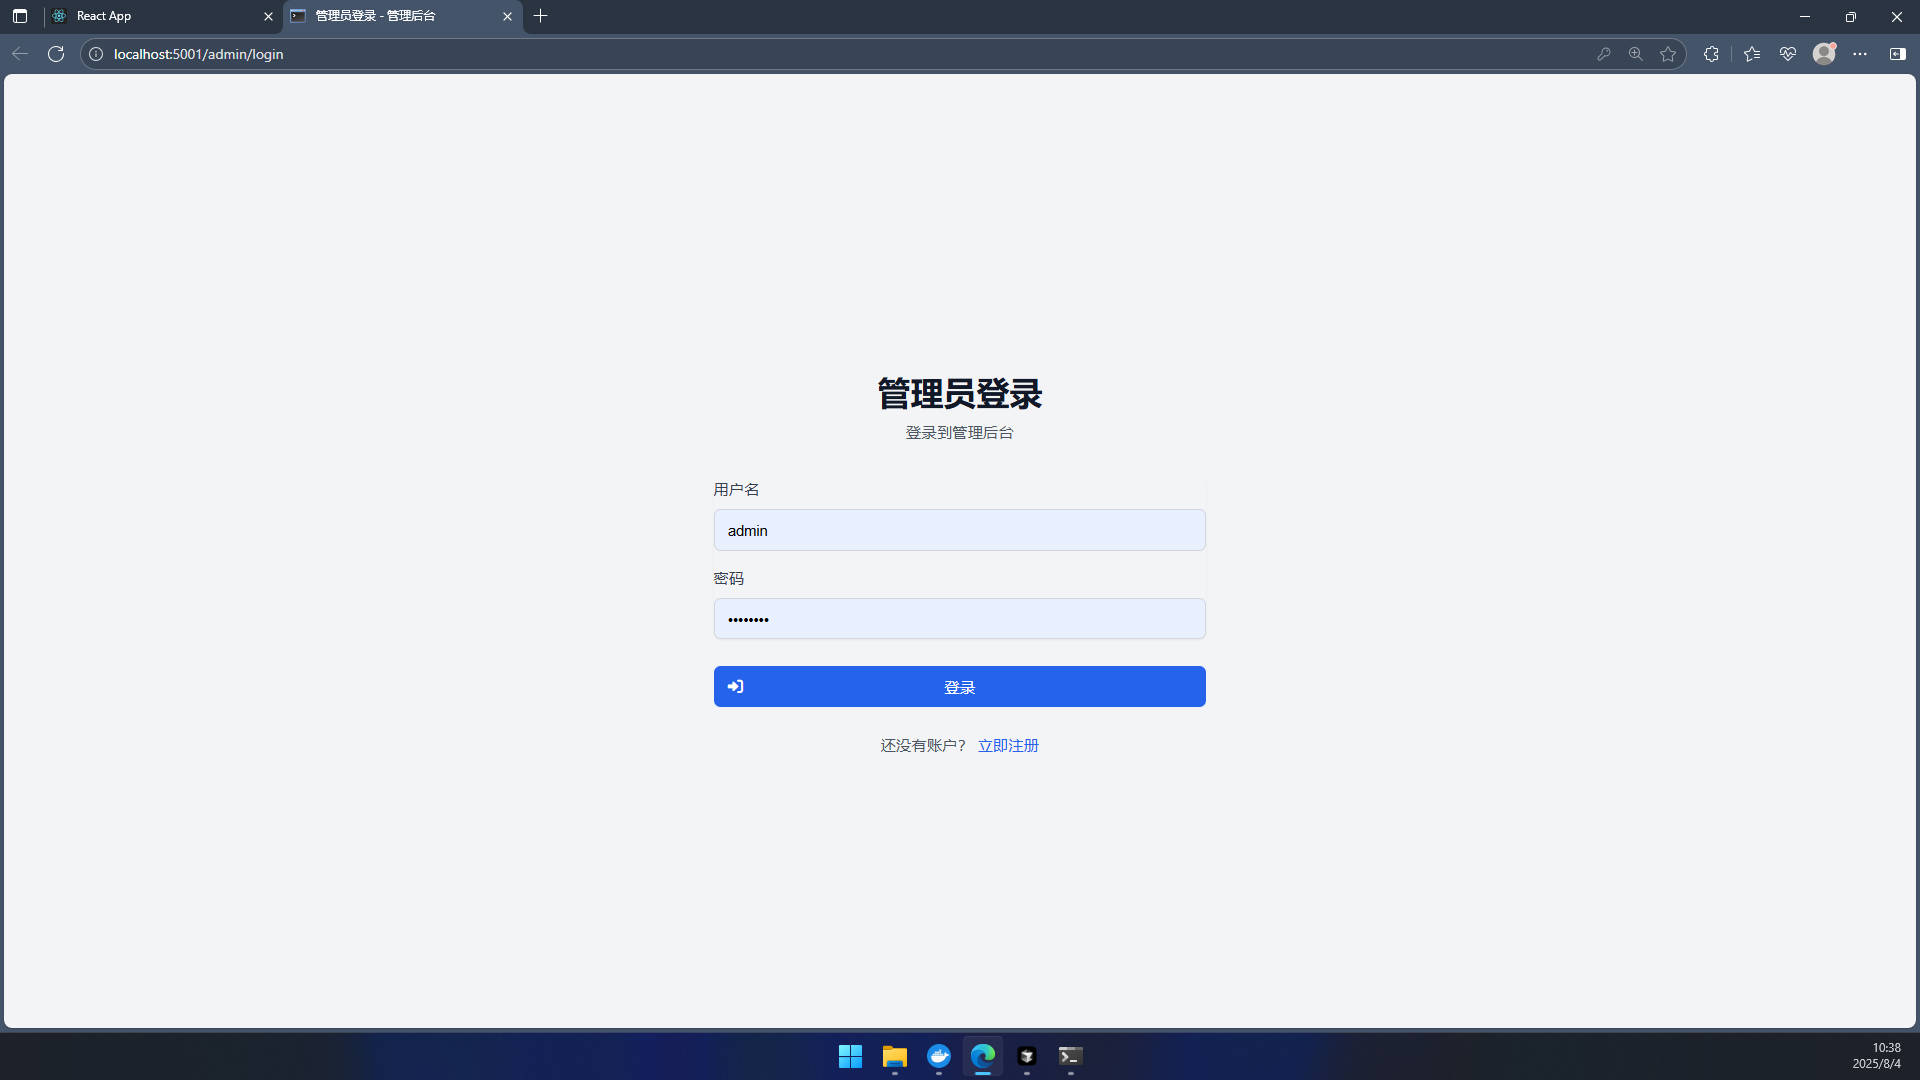 React App
管理员登录 - 管理后台
localhost:5001/admin/login
管理员登录
登录到管理后台
用户名
admin
密码
••••••••
登录
还没有账户? 立即注册
10:38
2025/8/4